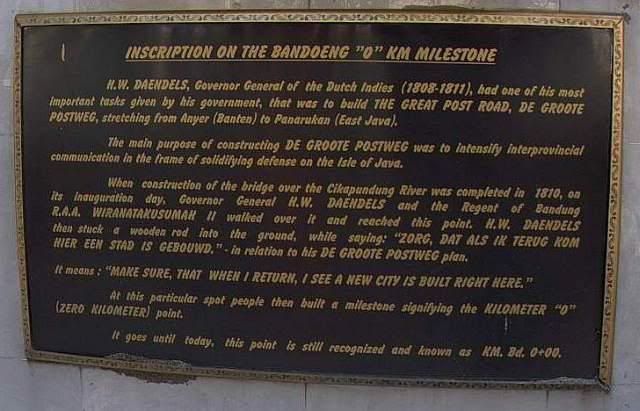 INSCRIPTION ON THE BANDOENG "0" KM MILESTONE
H.W. DAENDELS, Governor General of the Dutch Indies (1808-1811), had one of his most
important tasks given by his government, that was to build THE GREAT POST ROAD, DE GROOTE
POSTWEG, stretching from Anyer (Banten) to Panarukan (East Java).
The main purpose of constructing DE GROOTE POSTWEG was to intensify interprovincial
communication in the frame of solidifying defense on the Isle of Java.
When construction of the bridge over the Cikapundung River was completed in 1810, on
its inauguration day, Governor General H.W. DAENDELS and the Regent of Bandung
R.A.A. WIRANATAKUSUMAH II walked over it and reached this point. H.W. DAENDELS
then stuck a wooden rod into the ground, while saying: "ZORG, DAT ALS IK TERUG KOM
HIER EEN STAD IS GEBOUWD." - in relation to his DE GROOTE POSTWEG plan.
It means : "MAKE SURE, THAT WHEN I RETURN, I SEE A NEW CITY IS BUILT RIGHT HERE."
At this particular spot people then built a milestone signifying the KILOMETER "0"
(ZERO KILOMETER) point.
It goes until today, this point is still recognized and known as KM. Bd. 0+00.